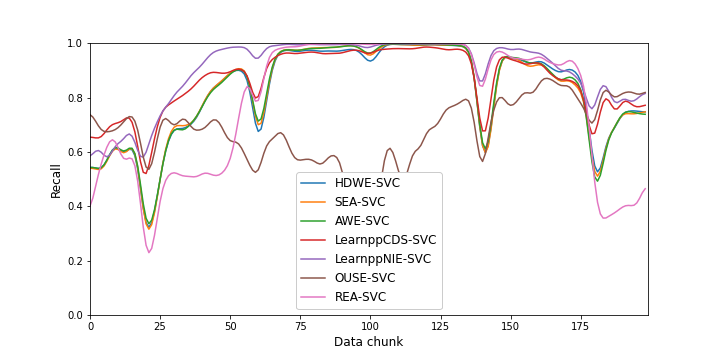 1.0
0.8
0.6
0.4
0.2
0.0
Recall
HDWE-SVC
SEA-SVC
AWE-SVC
LearnppCDS-SVC
LearnppNIE-SVC
OUSE-SVC
REA-SVC
0 25 50 75 100 125 150 175
Data chunk